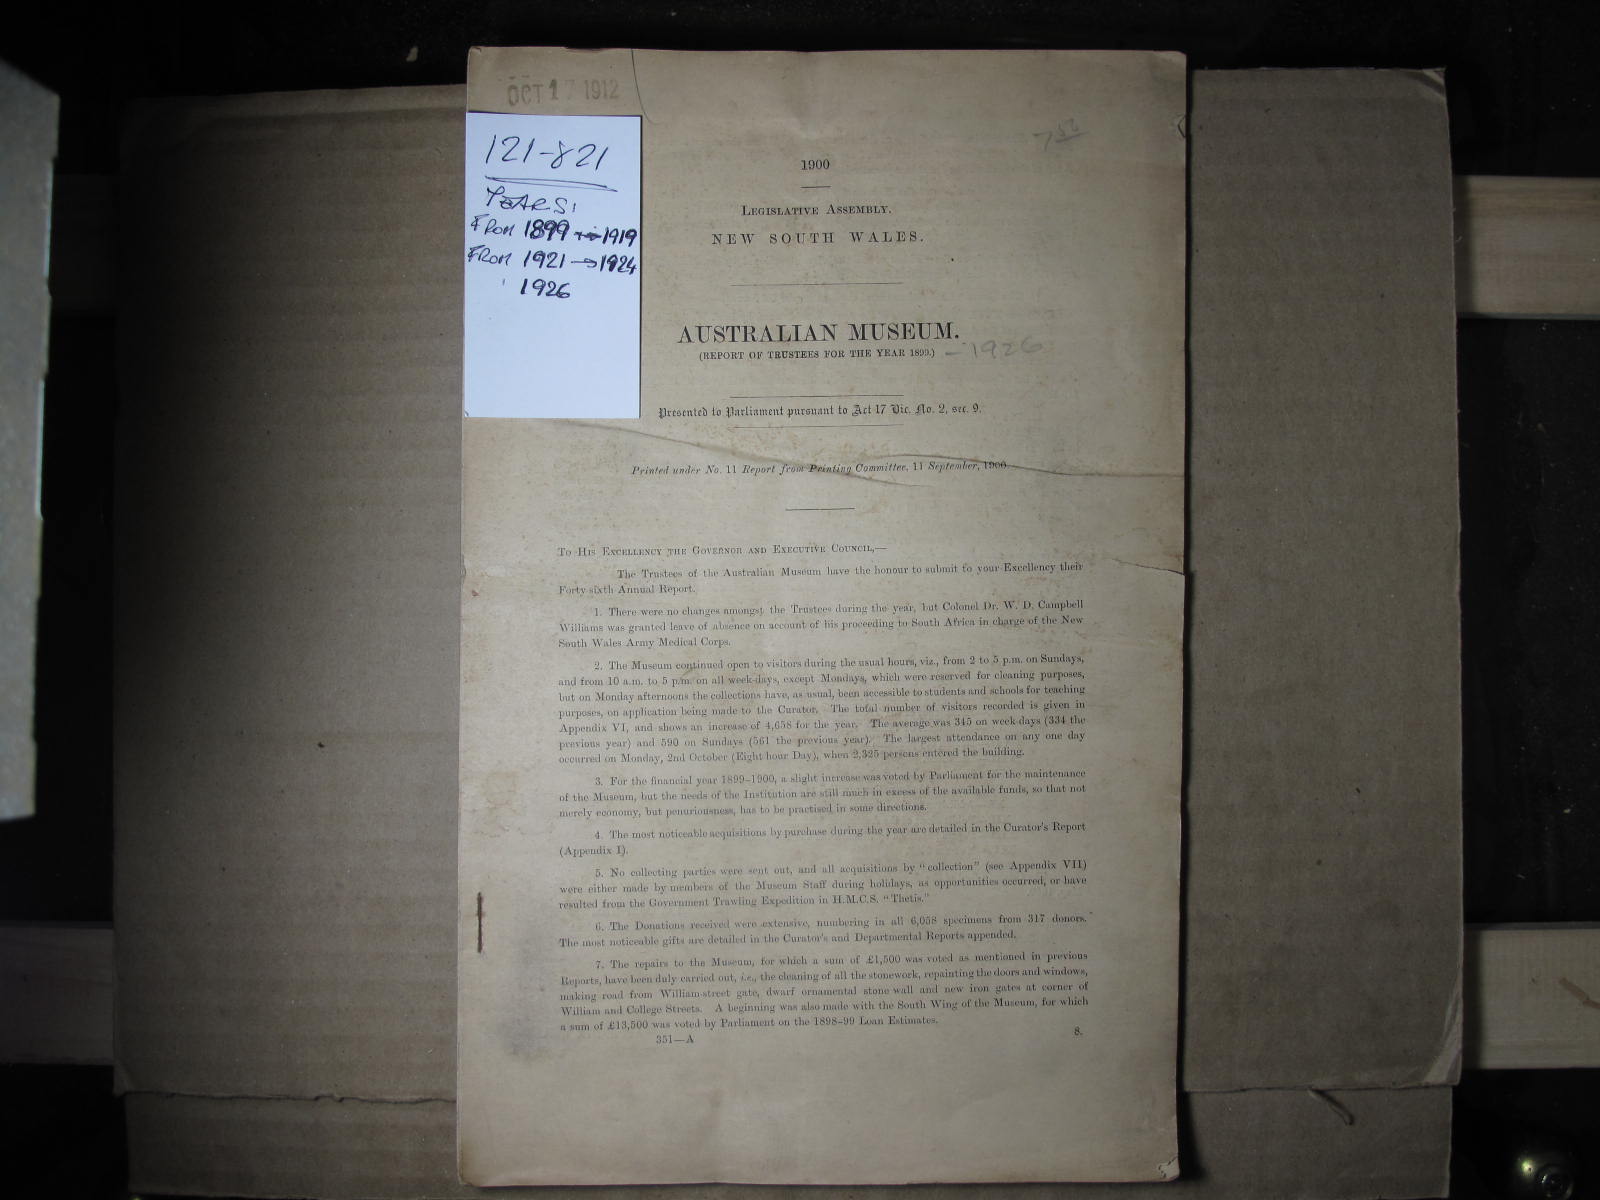 OCT 17 1912
121-821
YEARS:
FROM 1899 → 1919
FROM 1921 → 1924
1926
7 50
1900
LEGISLATIVE ASSEMBLY.
NEW SOUTH WALES.
AUSTRALIAN MUSEUM.
(REPORT OF TRUSTEES FOR THE YEAR 1899.) - 1926
Presented to Parliament pursuant to Act 17 Vic. No. 2, sec. 9.
Printed under No. 11 Report from Printing Committee, 11 September, 1900.
TO HIS EXCELLENCY THE GOVERNOR AND EXECUTIVE COUNCIL,—
The Trustees of the Australian Museum have the honour to submit to your Excellency their
Forty-sixth Annual Report.
1. There were no changes amongst the Trustees during the year, but Colonel Dr. W. D. Campbell
Williams was granted leave of absence on account of his proceeding to South Africa in charge of the New
South Wales Army Medical Corps.
2. The Museum continued open to visitors during the usual hours, viz., from 2 to 5 p.m. on Sundays,
and from 10 a.m. to 5 p.m. on all week-days, except Mondays, which were reserved for cleaning purposes,
but on Monday afternoons the collections have, as usual, been accessible to students and schools for teaching
purposes, on application being made to the Curator. The total number of visitors recorded is given in
Appendix VI, and shows an increase of 4,658 for the year. The average was 345 on week-days (334 the
previous year) and 590 on Sundays (561 the previous year). The largest attendance on any one day
occurred on Monday, 2nd October (Eight-hour Day), when 2,325 persons entered the building.
3. For the financial year 1899-1900, a slight increase was voted by Parliament for the maintenance
of the Museum, but the needs of the Institution are still much in excess of the available funds, so that not
merely economy, but penuriousness, has to be practised in some directions.
4. The most noticeable acquisitions by purchase during the year are detailed in the Curator's Report
(Appendix I).
5. No collecting parties were sent out, and all acquisitions by "collection" (see Appendix VII)
were either made by members of the Museum Staff during holidays, as opportunities occurred, or have
resulted from the Government Trawling Expedition in H.M.C.S. "Thetis."
6. The Donations received were extensive, numbering in all 6,058 specimens from 317 donors.
The most noticeable gifts are detailed in the Curator's and Departmental Reports appended.
7. The repairs to the Museum, for which a sum of £1,500 was voted as mentioned in previous
Reports, have been duly carried out, i.e., the cleaning of all the stonework, repainting the doors and windows,
making road from William-street gate, dwarf ornamental stone wall and new iron gates at corner of
William and College Streets. A beginning was also made with the South Wing of the Museum, for which
a sum of £13,500 was voted by Parliament on the 1898-99 Loan Estimates.
351—A
8.